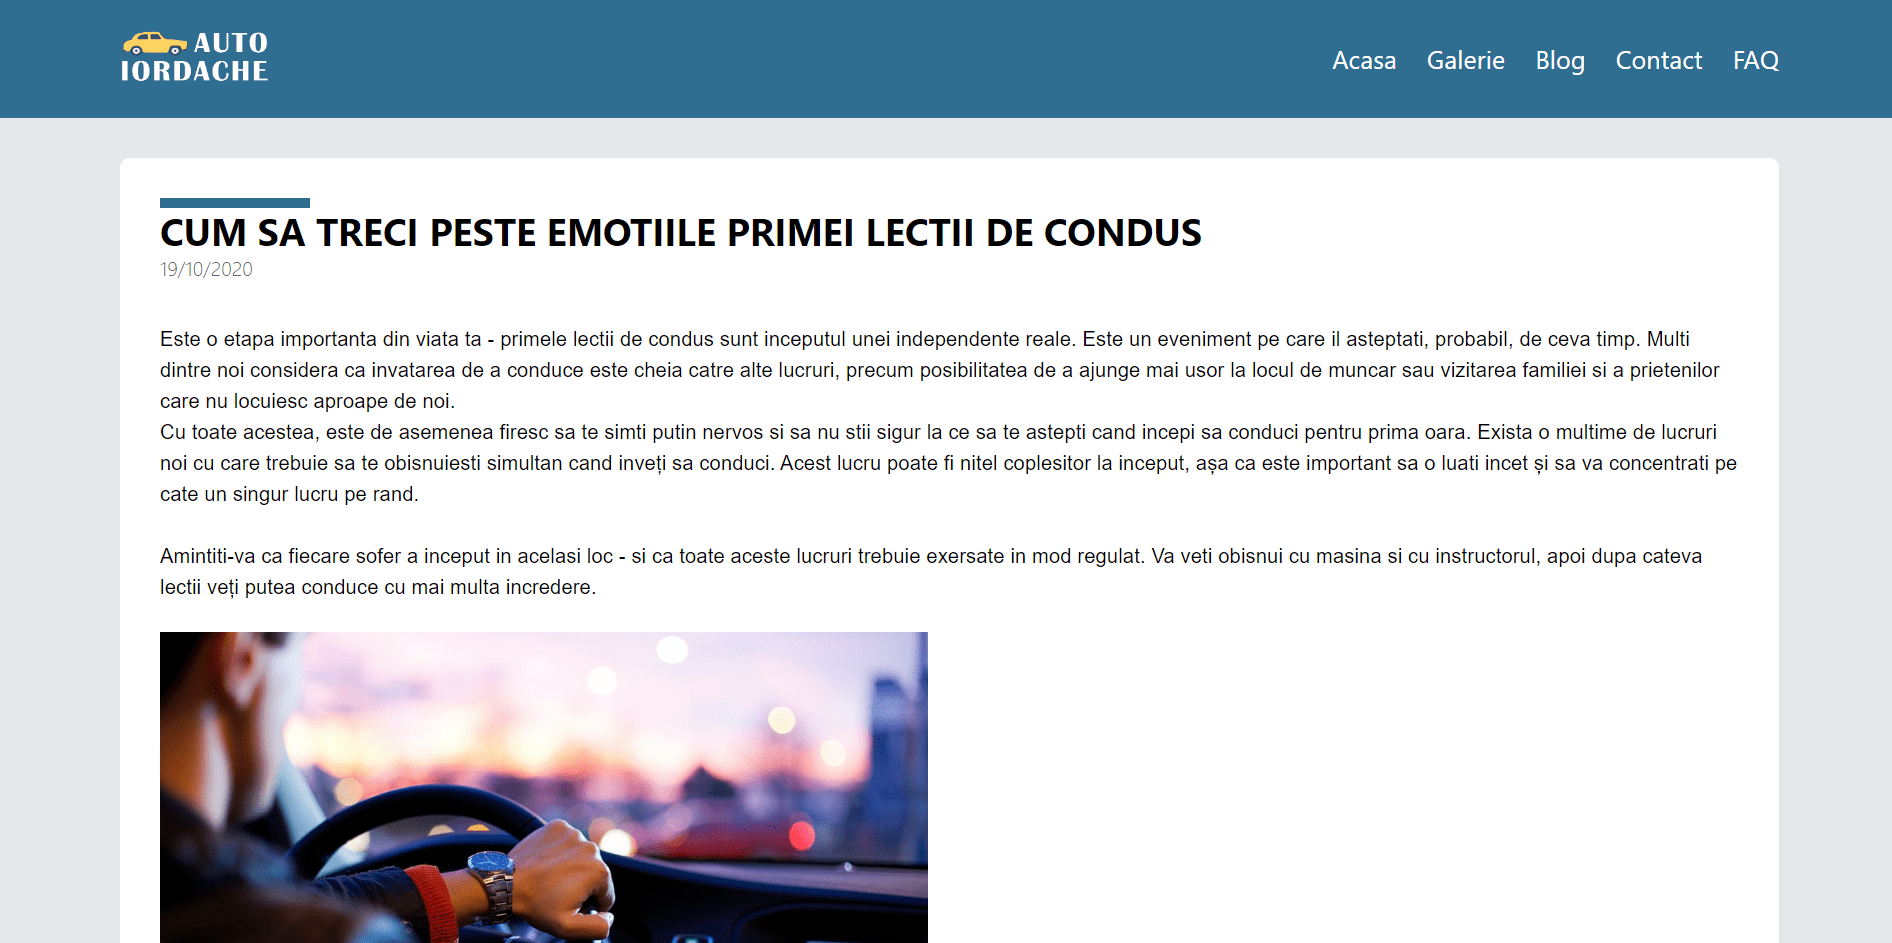 AUTO
IORDACHE
Acasa Galerie Blog Contact FAQ
CUM SA TRECI PESTE EMOTIILE PRIMEI LECTII DE CONDUS
19/10/2020
Este o etapa importanta din viata ta - primele lectii de condus sunt inceputul unei independente reale. Este un eveniment pe care il asteptati, probabil, de ceva timp. Multi
dintre noi considera ca invatarea de a conduce este cheia catre alte lucruri, precum posibilitatea de a ajunge mai usor la locul de muncar sau vizitarea familiei si a prietenilor
care nu locuiesc aproape de noi.
Cu toate acestea, este de asemenea firesc sa te simti putin nervos si sa nu stii sigur la ce sa te astepti cand incepi sa conduci pentru prima oara. Exista o multime de lucruri
noi cu care trebuie sa te obisnuiesti simultan cand inveți sa conduci. Acest lucru poate fi nitel coplesitor la inceput, așa ca este important sa o luati incet și sa va concentrati pe
cate un singur lucru pe rand.
Amintiti-va ca fiecare sofer a inceput in acelasi loc - si ca toate aceste lucruri trebuie exersate in mod regulat. Va veti obisnui cu masina si cu instructorul, apoi dupa cateva
lectii veți putea conduce cu mai multa incredere.